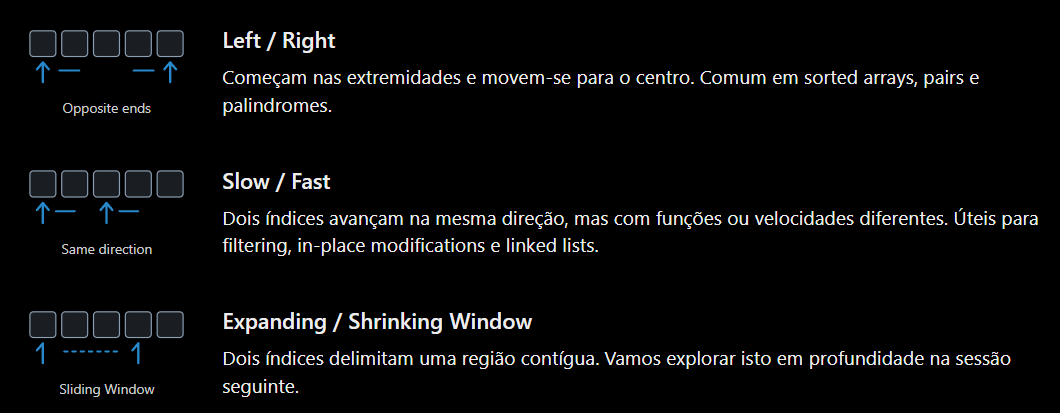 Left / Right
Começam nas extremidades e movem-se para o centro. Comum em sorted arrays, pairs e
palindromes.
Opposite ends
Slow / Fast
Dois índices avançam na mesma direção, mas com funções ou velocidades diferentes. Úteis para
filtering, in-place modifications e linked lists.
Same direction
Expanding / Shrinking Window
Dois índices delimitam uma região contígua. Vamos explorar isto em profundidade na sessão
seguinte.
Sliding Window